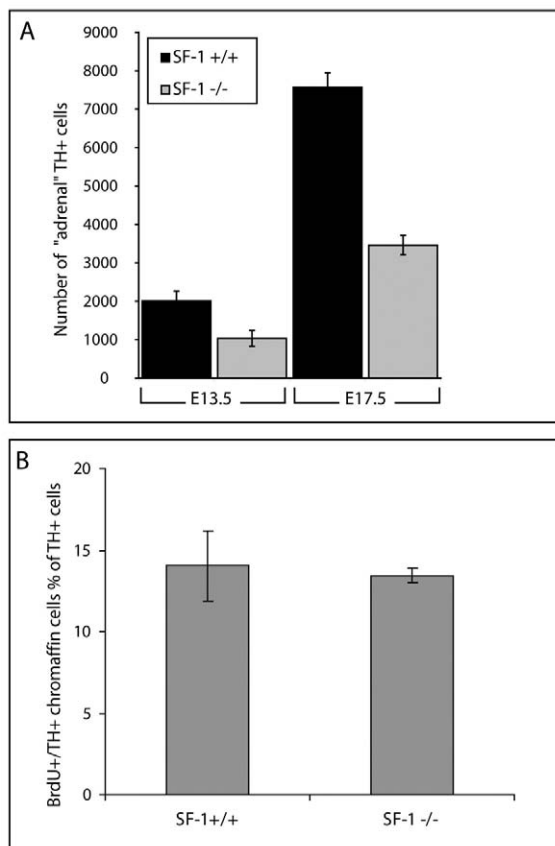 A
Number of "adrenal" TH+ cells
9000
8000
7000
6000
5000
4000
3000
2000
1000
0
SF-1 +/+
SF-1 -/-
E13.5
E17.5
B
BrdU+/TH+ chromaffin cells % of TH+ cells
20
15
10
5
0
SF-1+/+
SF-1 -/-